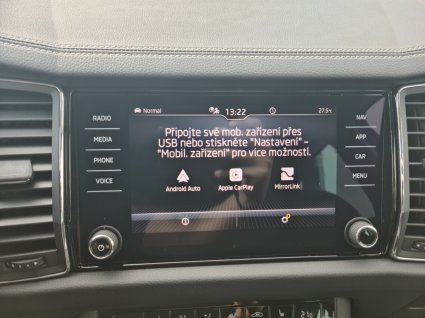 Normal 13:22 27.5°C
Připojte své mob. zařízení přes
USB nebo stiskněte "Nastavení" -
"Mobil. zařízení" pro více možností.
Android Auto Apple CarPlay MirrorLink
RADIO
MEDIA
PHONE
VOICE
NAV
APP
CAR
MENU